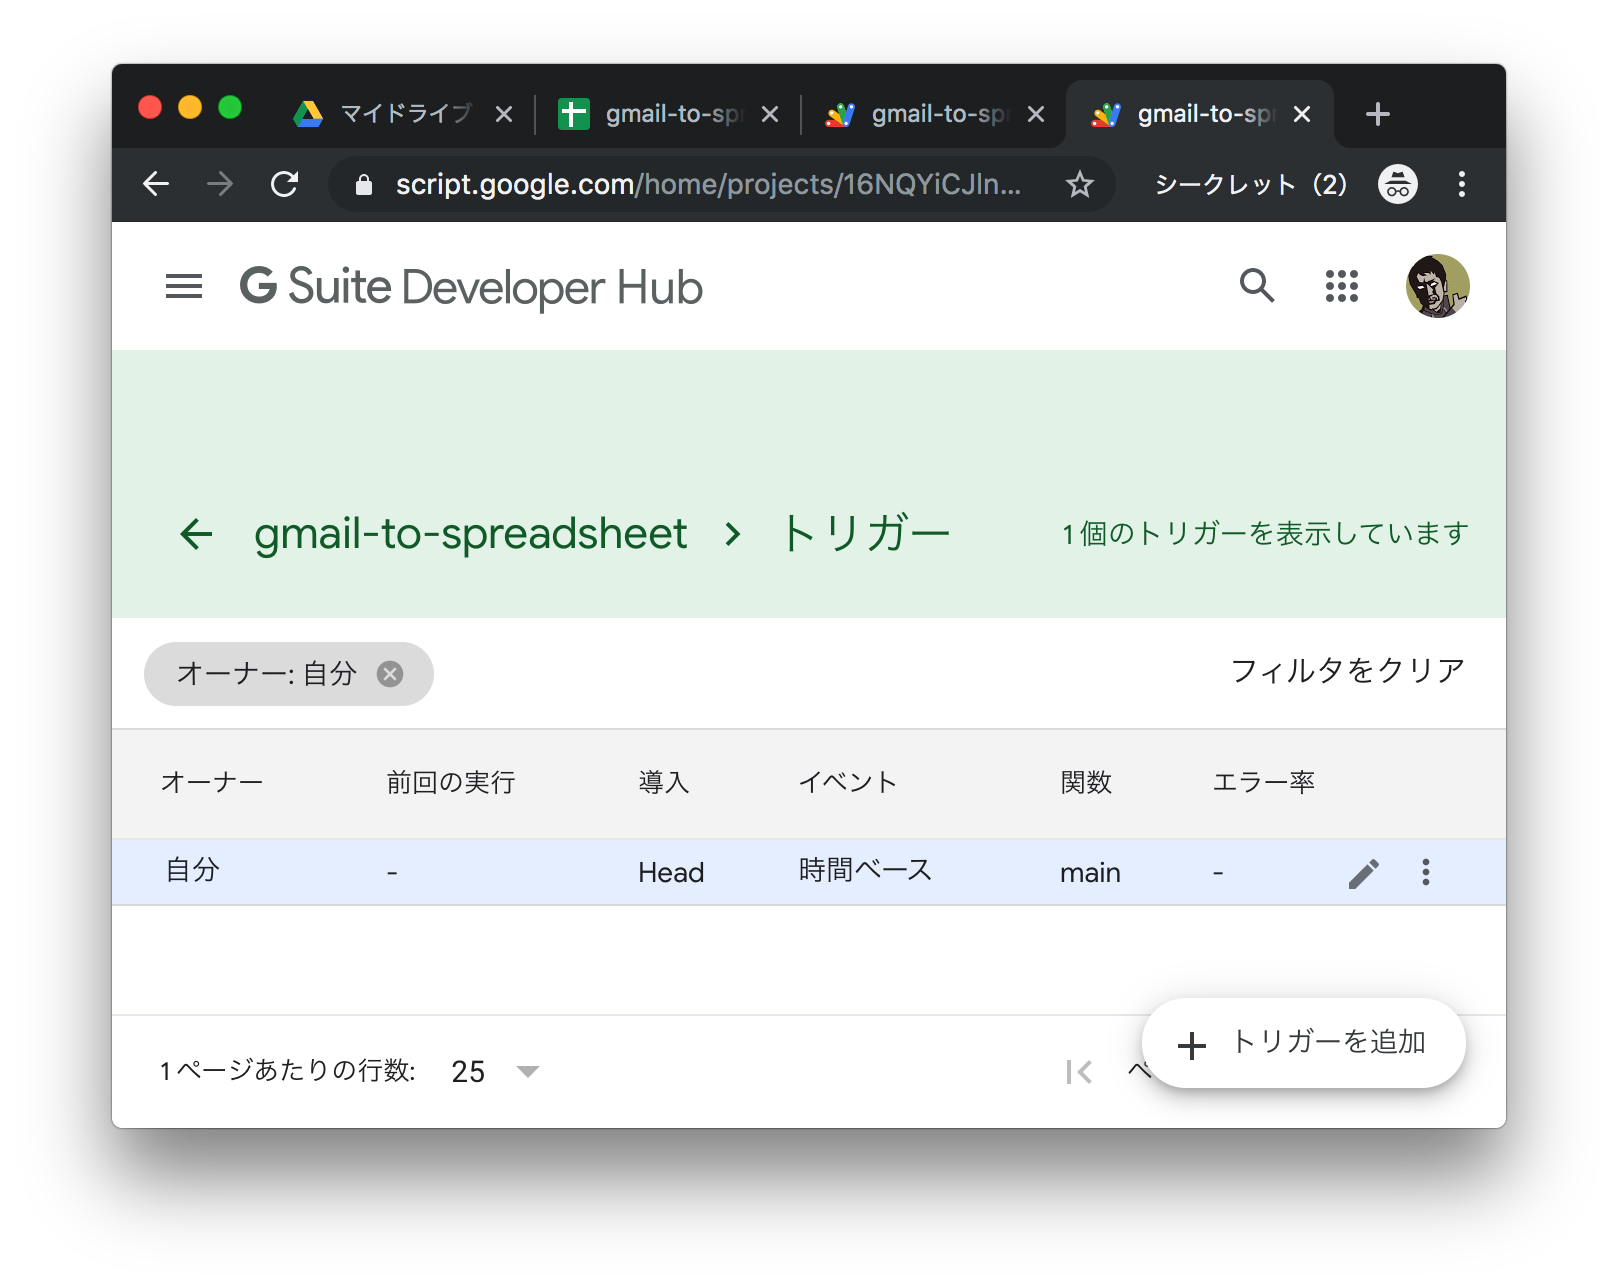 マイドライブ
gmail-to-sp
gmail-to-sp
gmail-to-sp
script.google.com/home/projects/16NQYiCJln...
シークレット（2）
G Suite Developer Hub
gmail-to-spreadsheet > トリガー
1 個のトリガーを表示しています
オーナー: 自分
フィルタをクリア
オーナー 前回の実行 導入 イベント 関数 エラー率
自分 - Head 時間ベース main -
1 ページあたりの行数: 25
ペ
トリガーを追加